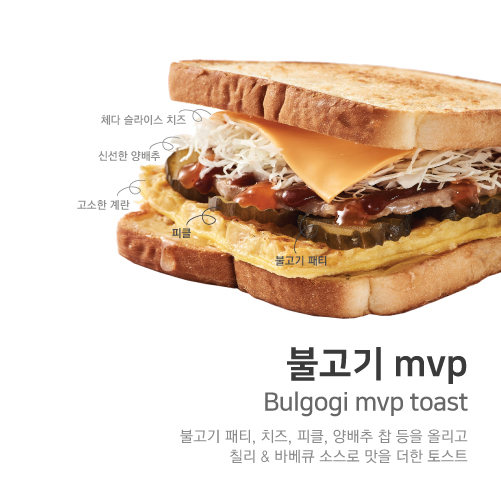 체다 슬라이스 치즈
신선한 양배추
고소한 계란
피클
불고기 패티
불고기 mvp
Bulgogi mvp toast
불고기 패티, 치즈, 피클, 양배추 찹 등을 올리고
칠리 & 바베큐 소스로 맛을 더한 토스트